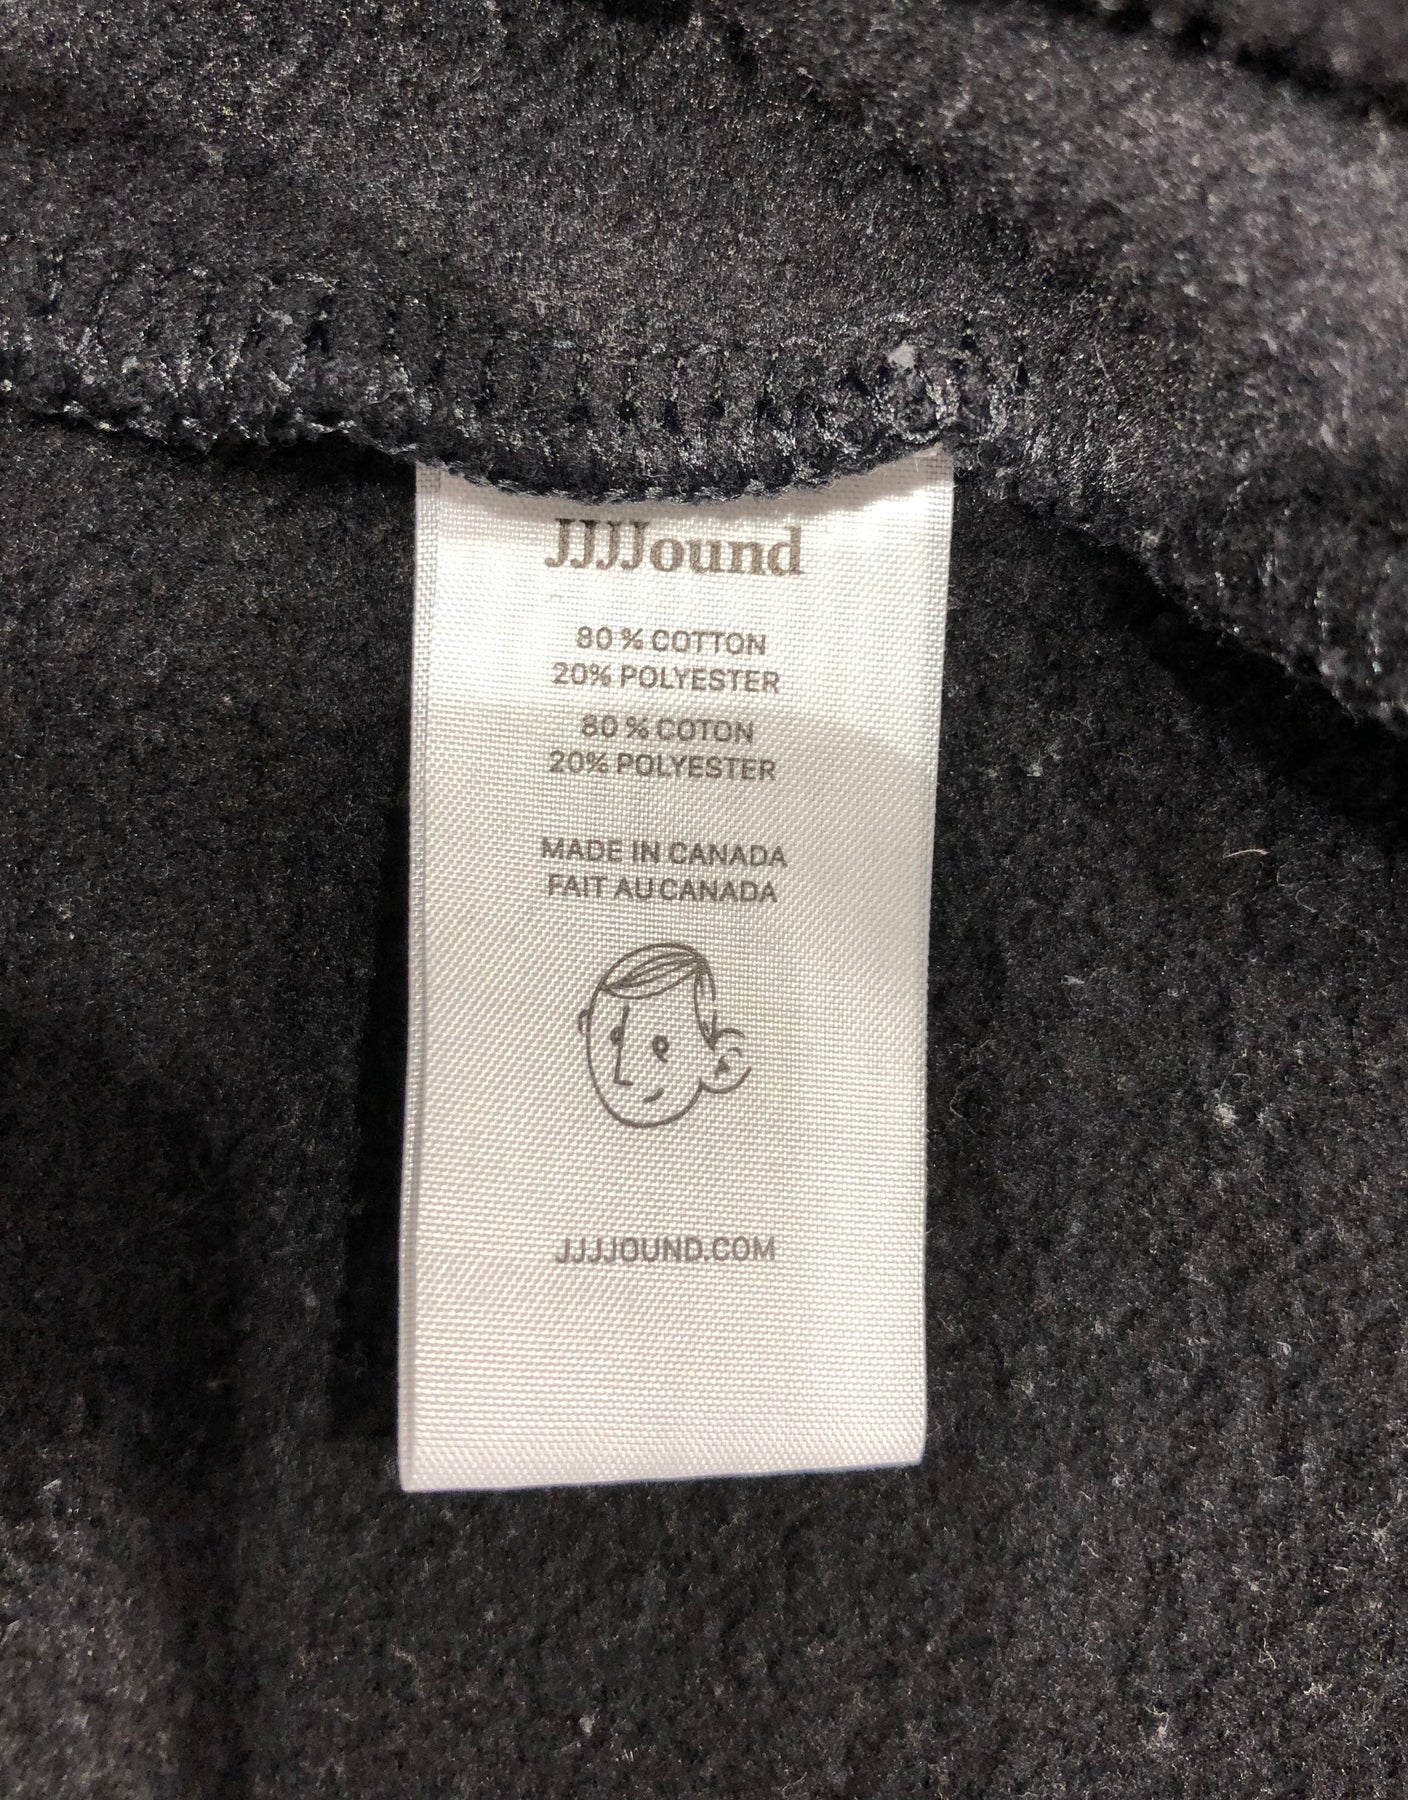 JJJJound
80 % COTTON
20% POLYESTER
80 % COTON
20% POLYESTER
MADE IN CANADA
FAIT AU CANADA
JJJJOUND.COM